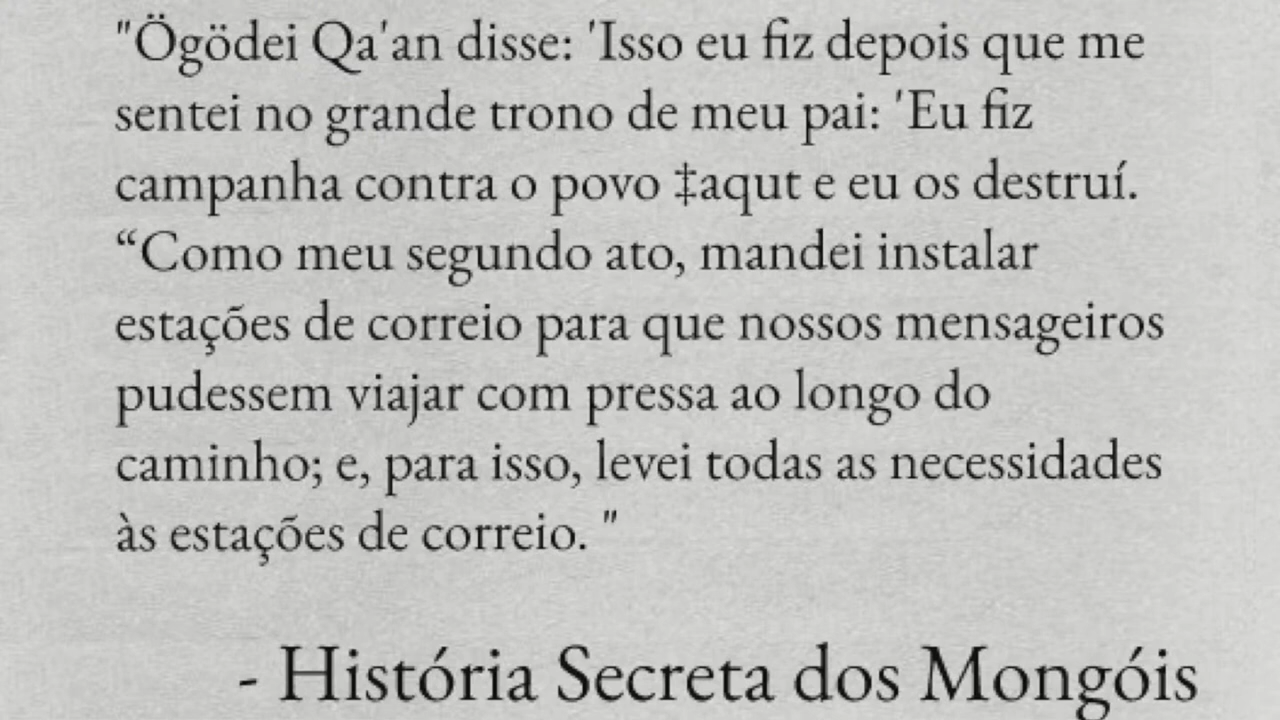 "Ögödei Qa'an disse: 'Isso eu fiz depois que me
sentei no grande trono de meu pai: 'Eu fiz
campanha contra o povo ‡aqut e eu os destruí.
“Como meu segundo ato, mandei instalar
estações de correio para que nossos mensageiros
pudessem viajar com pressa ao longo do
caminho; e, para isso, levei todas as necessidades
às estações de correio. "
- História Secreta dos Mongóis